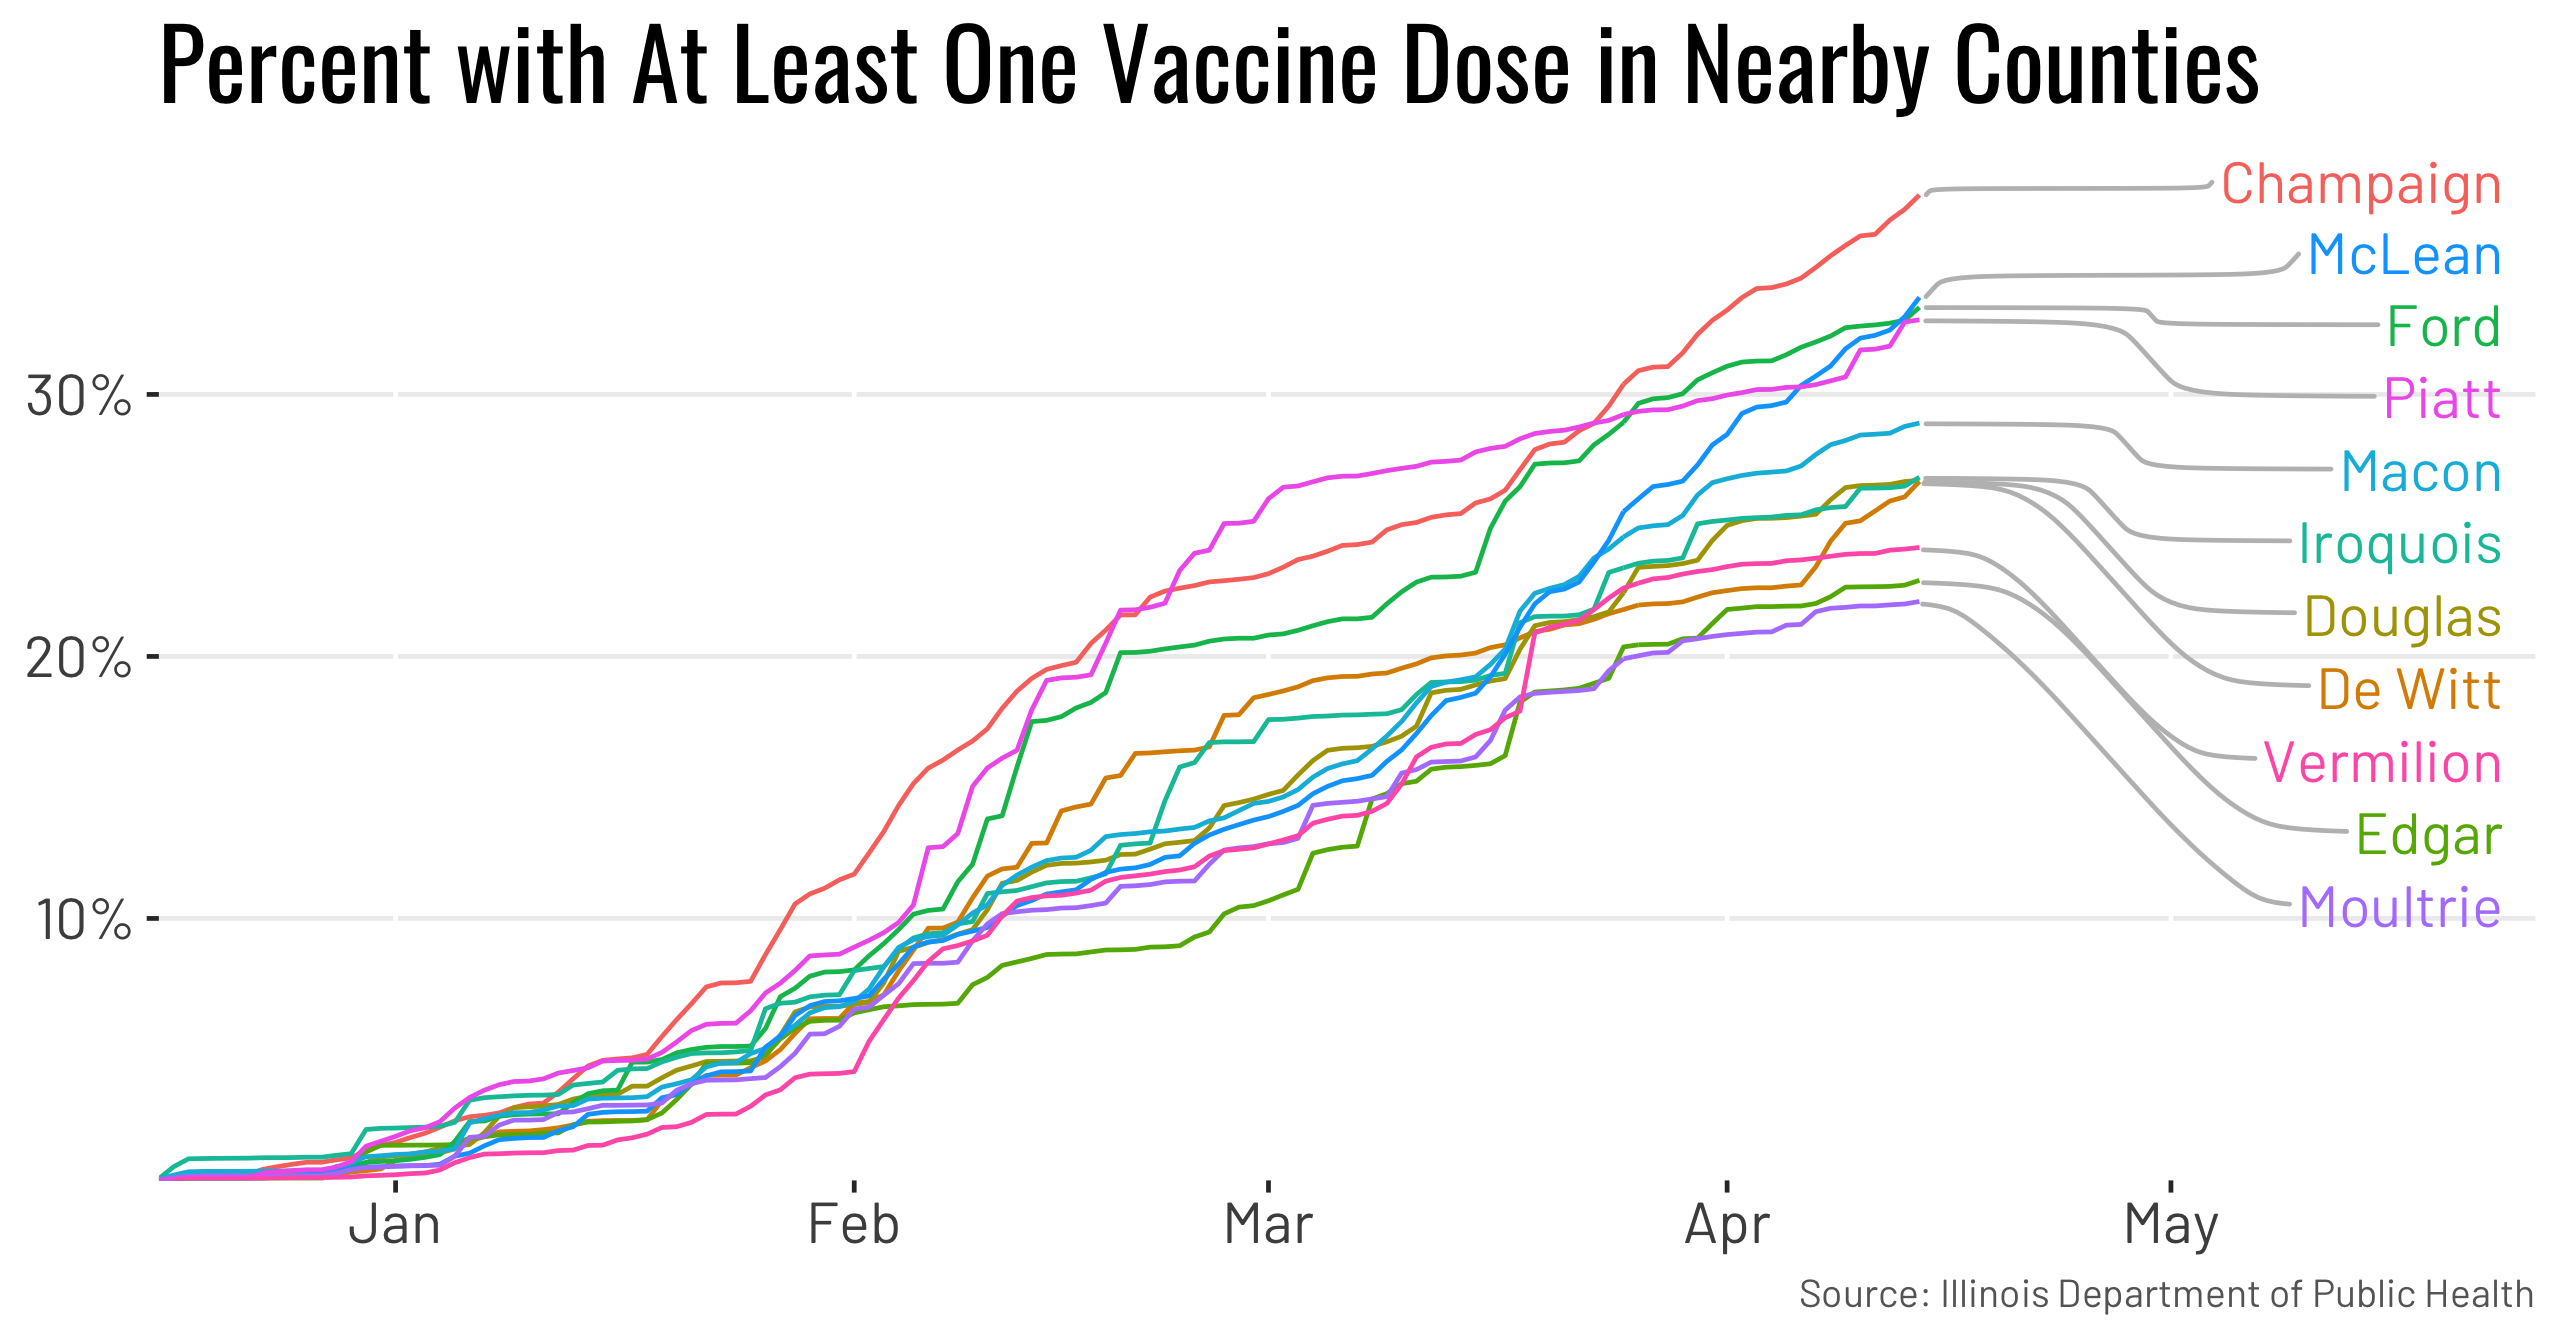 Percent with At Least One Vaccine Dose in Nearby Counties
Champaign
McLean
Ford
30%
Piatt
Macon
Iroquois
Douglas
20%
De Witt
Vermilion
Edgar
10%
Moultrie
Jan Feb Mar Apr May
Source: Illinois Department of Public Health